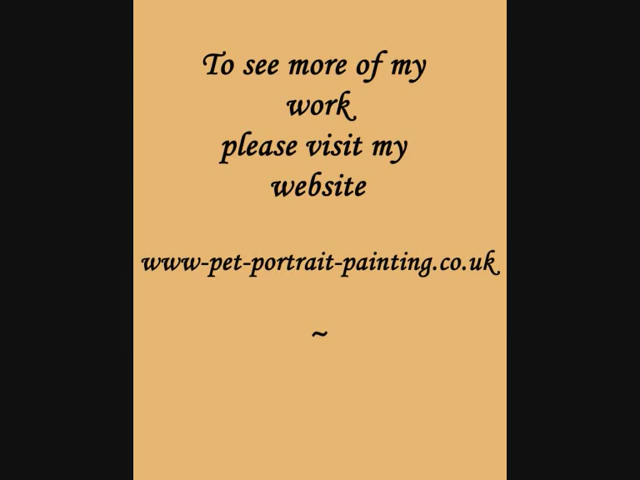 To see more of my
work
please visit my
website
www-pet-portrait-painting.co.uk
~